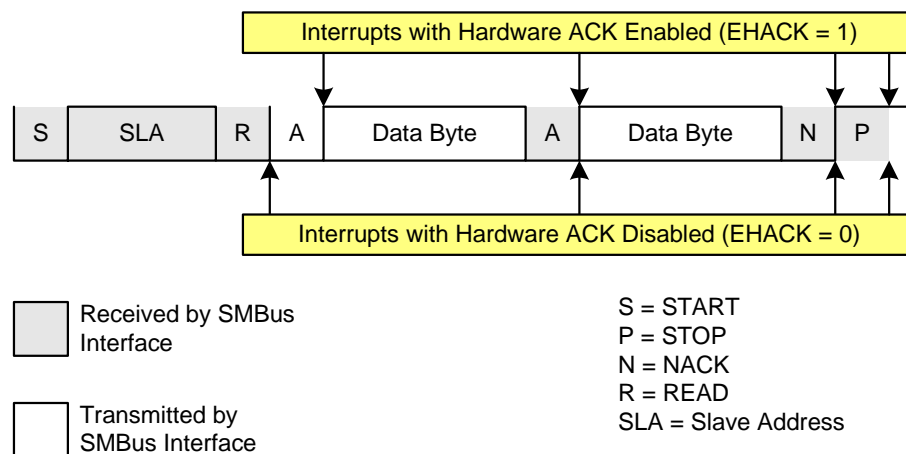 Interrupts with Hardware ACK Enabled (EHACK = 1)
S SLA R A Data Byte A Data Byte N P
Interrupts with Hardware ACK Disabled (EHACK = 0)
Received by SMBus
Interface
Transmitted by
SMBus Interface
S = START
P = STOP
N = NACK
R = READ
SLA = Slave Address